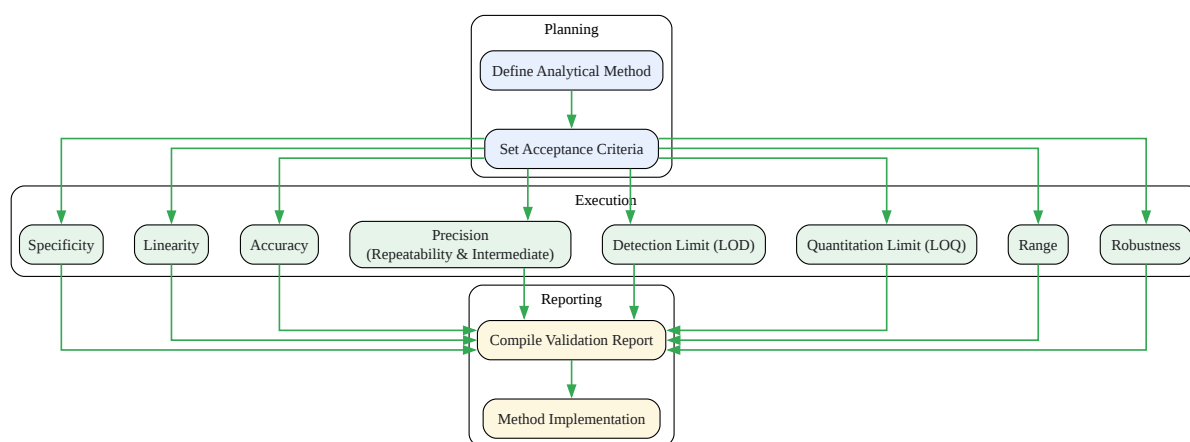 Planning
Define Analytical Method
Set Acceptance Criteria
Execution
Specificity
Linearity
Accuracy
Precision
(Repeatability & Intermediate)
Detection Limit (LOD)
Quantitation Limit (LOQ)
Range
Robustness
Reporting
Compile Validation Report
Method Implementation